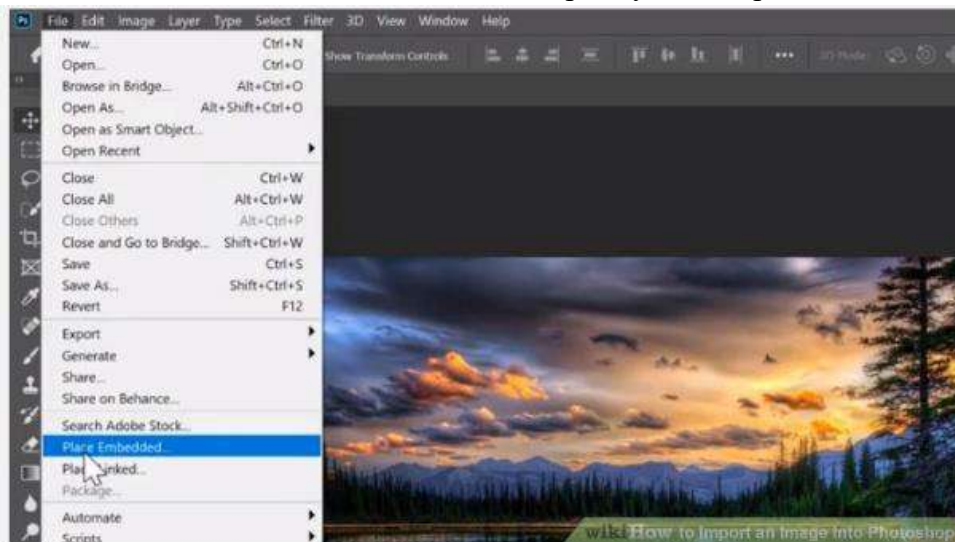 Ps File Edit Image Layer Type Select Filter 3D View Window Help
Show Transform Controls
3D Mode:
New... Ctrl+N
Open... Ctrl+O
Browse in Bridge... Alt+Ctrl+O
Open As... Alt+Shift+Ctrl+O
Open as Smart Object...
Open Recent
Close Ctrl+W
Close All Alt+Ctrl+W
Close Others Alt+Ctrl+P
Close and Go to Bridge... Shift+Ctrl+W
Save Ctrl+S
Save As... Shift+Ctrl+S
Revert F12
Export
Generate
Share...
Share on Behance...
Search Adobe Stock...
Place Embedded...
Place Linked...
Package...
Automate
Scripts
wikiHow to Import an Image Into Photoshop